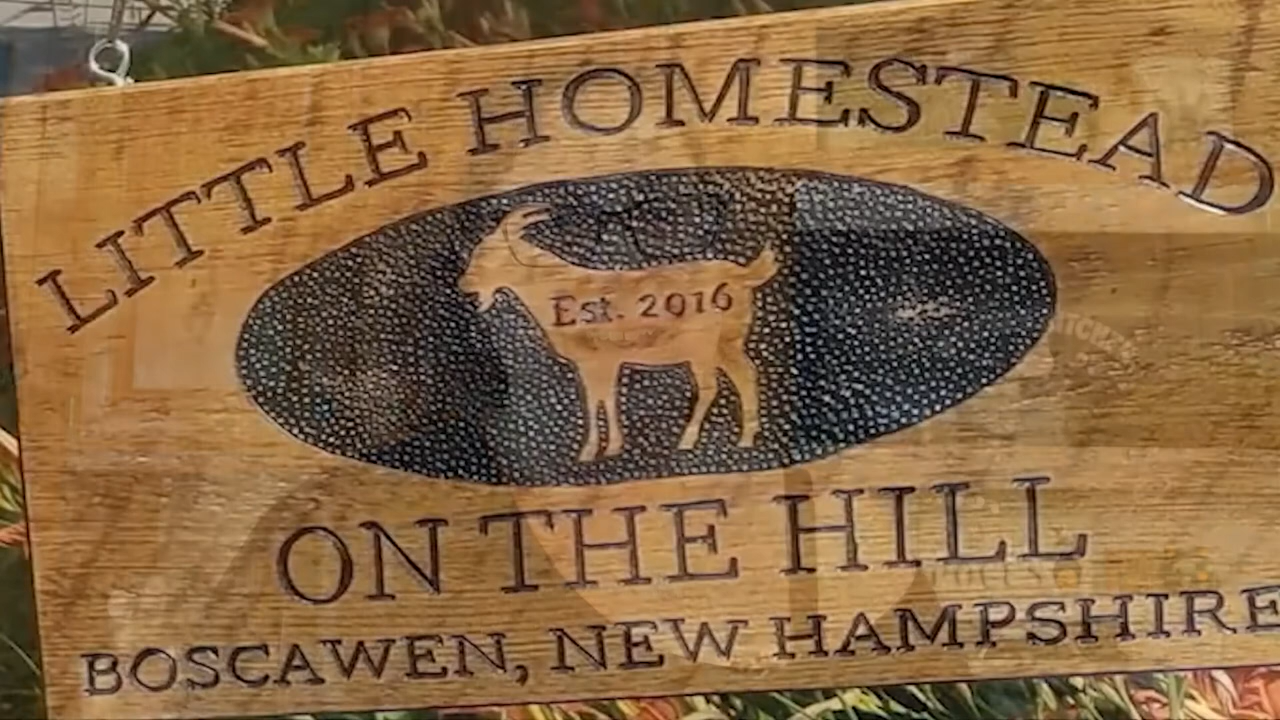 LITTLE HOMESTEAD
Est. 2016
ON THE HILL
BOSCAWEN, NEW HAMPSHIRE